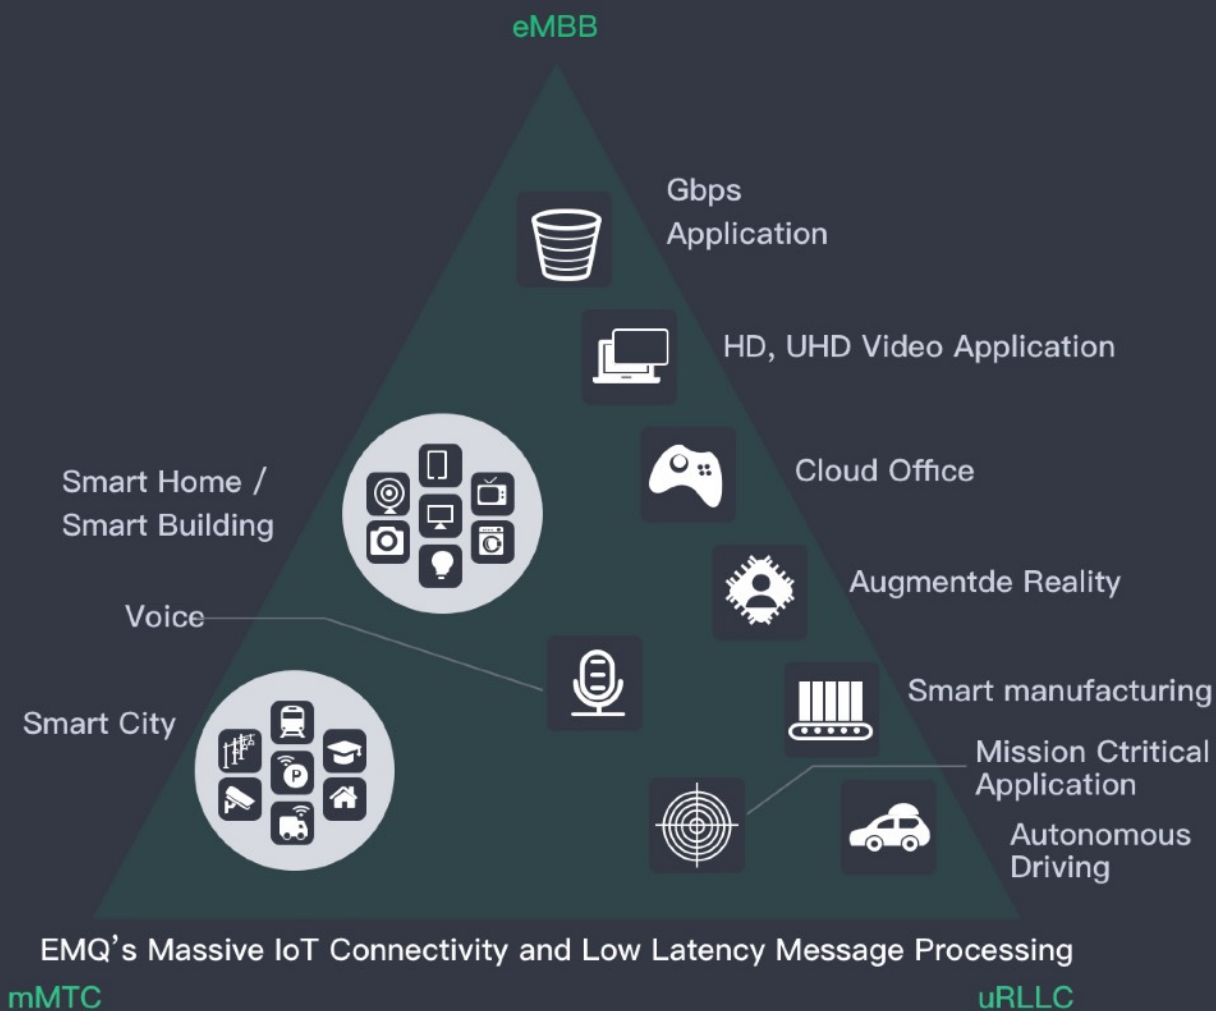 eMBB
Gbps
Application
HD, UHD Video Application
Cloud Office
Smart Home /
Smart Building
Augmentde Reality
Voice
Smart manufacturing
Smart City
Mission Ctritical
Application
P
Autonomous
Driving
EMQ's Massive IoT Connectivity and Low Latency Message Processing
mMTC
uRLLC